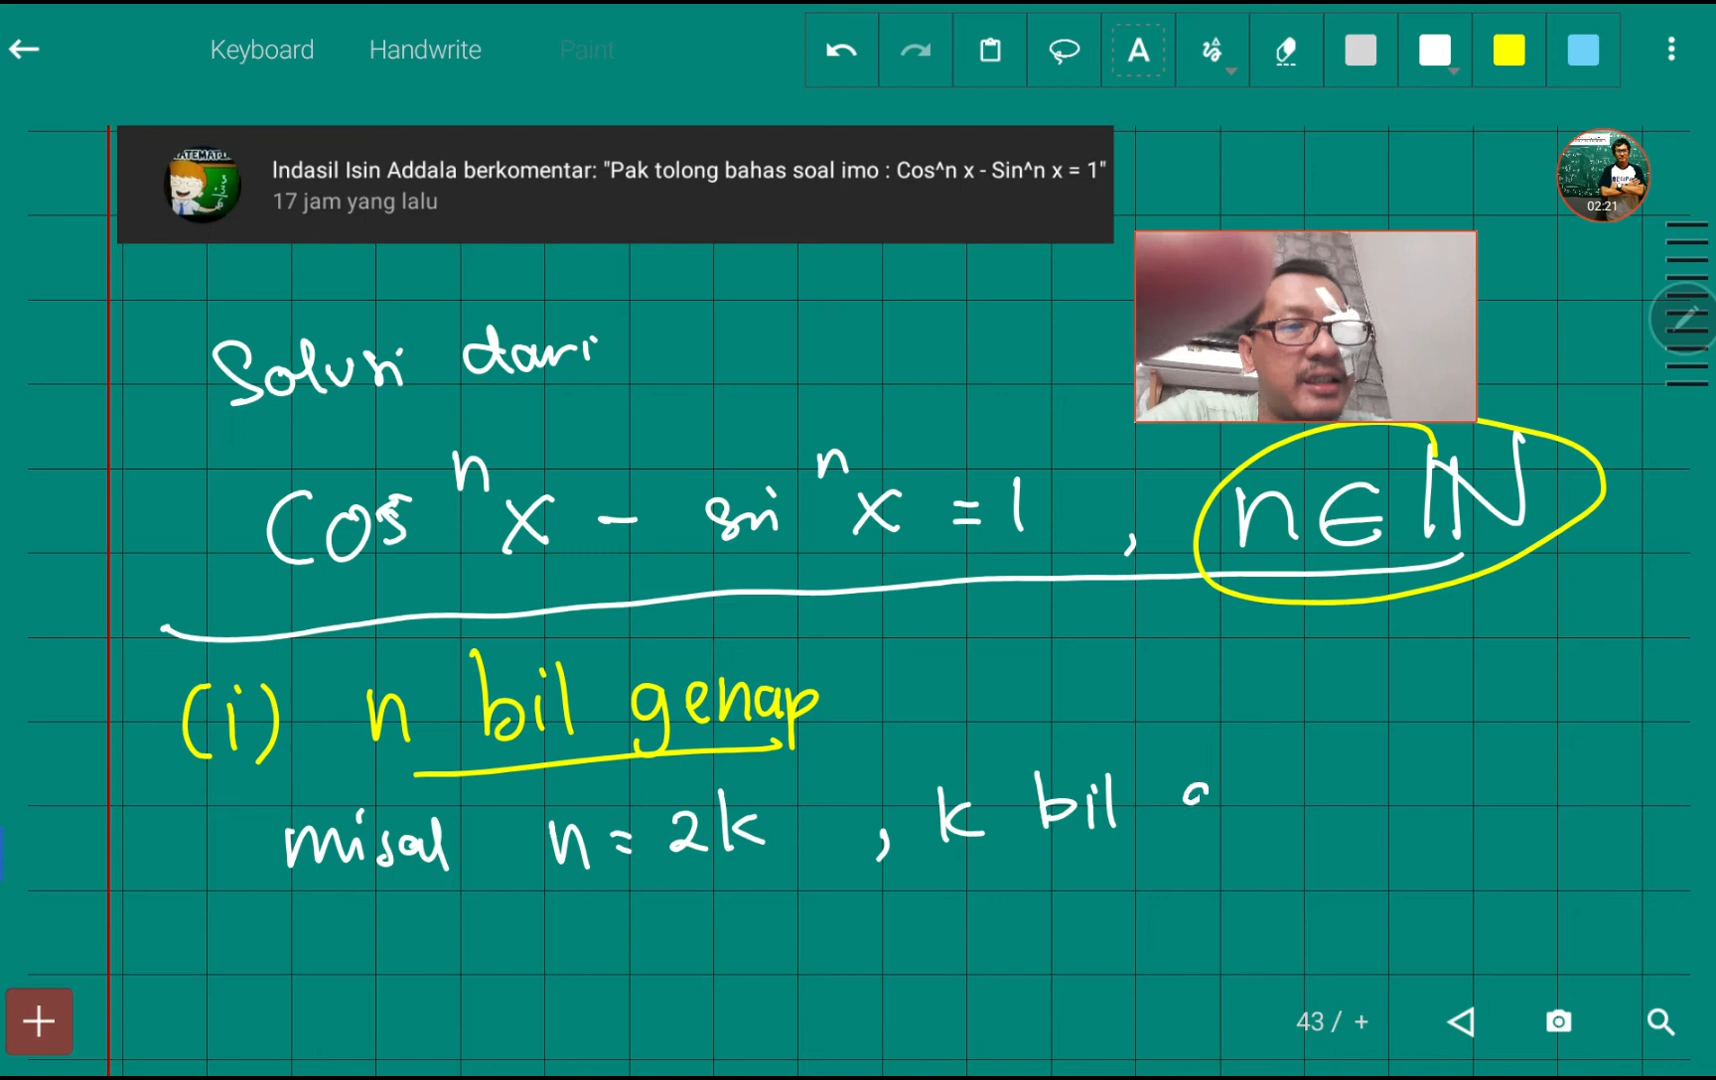 Keyboard Handwrite Paint A
MATEMATI
Indasil Isin Addala berkomentar: "Pak tolong bahas soal imo : Cos^n x - Sin^n x = 1"
17 jam yang lalu
02:21
Solusi dari
Cos^n x - sin^n x = 1 , n ∈ ℕ
(i) n bil genap
misal n = 2k , k bil
43 / +